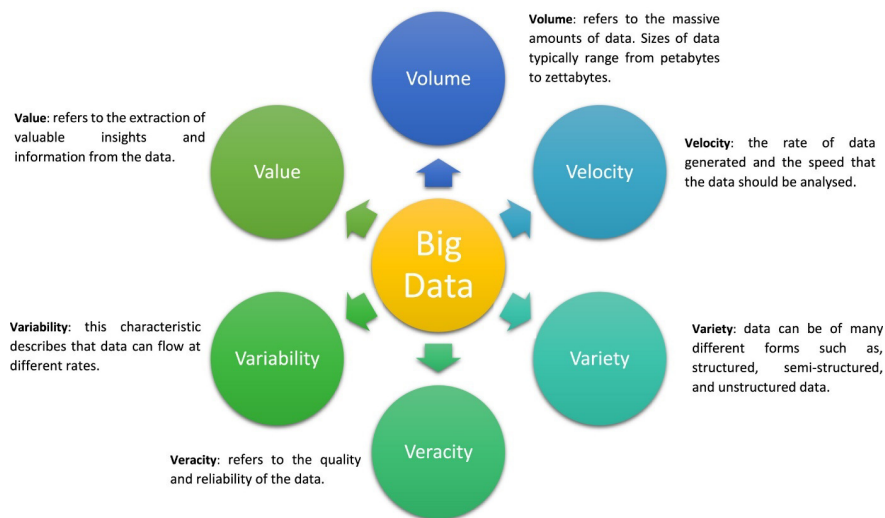 Volume: refers to the massive
amounts of data. Sizes of data
typically range from petabytes
to zettabytes.
Volume
Value: refers to the extraction of
valuable insights and
information from the data.
Value
Velocity
Velocity: the rate of data
generated and the speed that
the data should be analysed.
Big
Data
Variability: this characteristic
describes that data can flow at
different rates.
Variability
Variety
Variety: data can be of many
different forms such as,
structured, semi-structured,
and unstructured data.
Veracity
Veracity: refers to the quality
and reliability of the data.